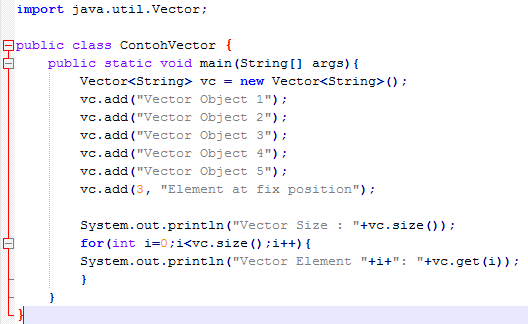 import java.util.Vector;
public class ContohVector {
public static void main(String[] args){
Vector<String> vc = new Vector<String>();
vc.add("Vector Object 1");
vc.add("Vector Object 2");
vc.add("Vector Object 3");
vc.add("Vector Object 4");
vc.add("Vector Object 5");
vc.add(3, "Element at fix position");
System.out.println("Vector Size : "+vc.size());
for(int i=0;i<vc.size();i++){
System.out.println("Vector Element "+i+": "+vc.get(i));
}
}
}